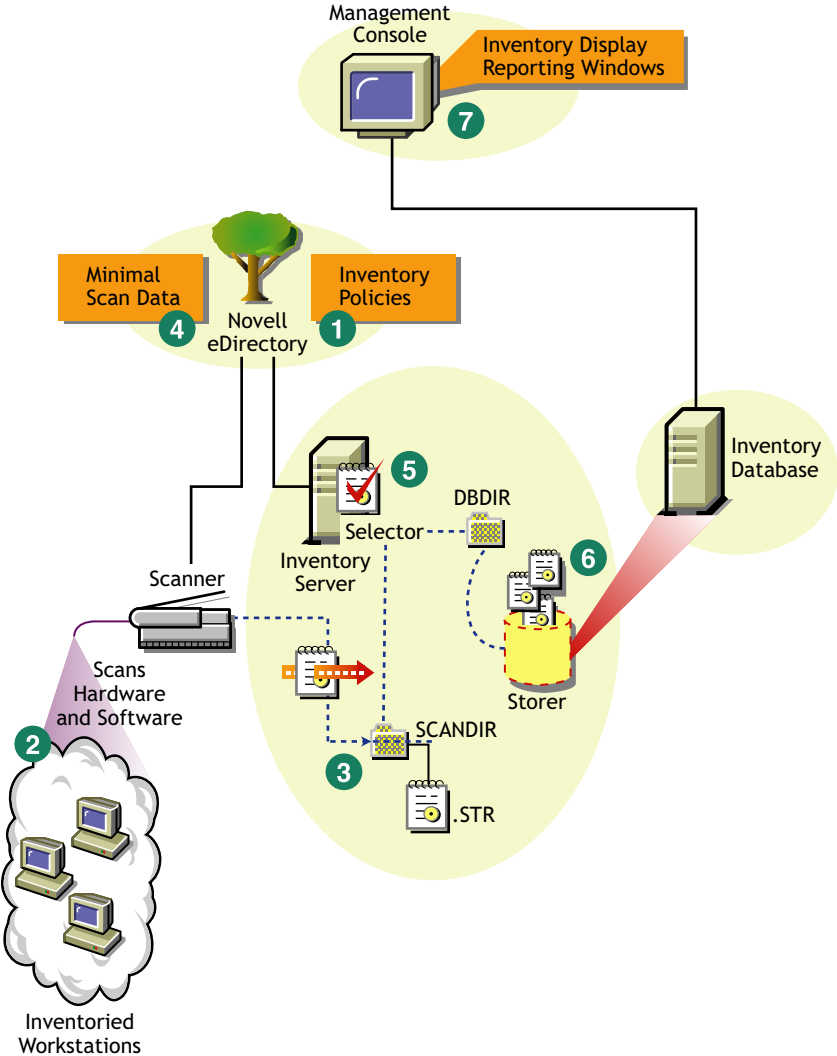 Management
Console
Inventory Display
Reporting Windows
7
Minimal
Scan Data
4
Inventory
Policies
1
Novell
eDirectory
Inventory
Database
5
DBDIR
Selector
Inventory
Server
6
Scanner
Scans
Hardware
and Software
Storer
2
SCANDIR
3
.STR
Inventoried
Workstations